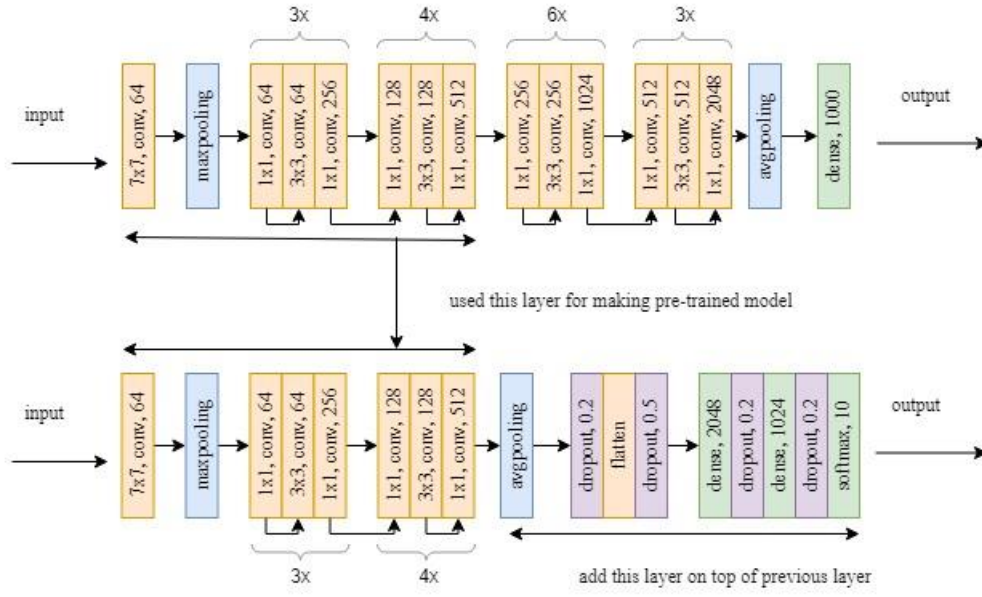 3x
4x
6x
3x
input
7x7, conv, 64
maxpooling
1x1, conv, 64
3x3, conv, 64
1x1, conv, 256
1x1, conv, 128
3x3, conv, 128
1x1, conv, 512
1x1, conv, 256
3x3, conv, 256
1x1, conv, 1024
1x1, conv, 512
3x3, conv, 512
1x1, conv, 2048
avgpooling
dense, 1000
output
used this layer for making pre-trained model
input
7x7, conv, 64
maxpooling
1x1, conv, 64
3x3, conv, 64
1x1, conv, 256
1x1, conv, 128
3x3, conv, 128
1x1, conv, 512
avgpooling
dropout, 0.2
flatten
dropout, 0.5
dense, 2048
dropout, 0.2
dense, 1024
dropout, 0.2
softmax, 10
output
3x
4x
add this layer on top of previous layer